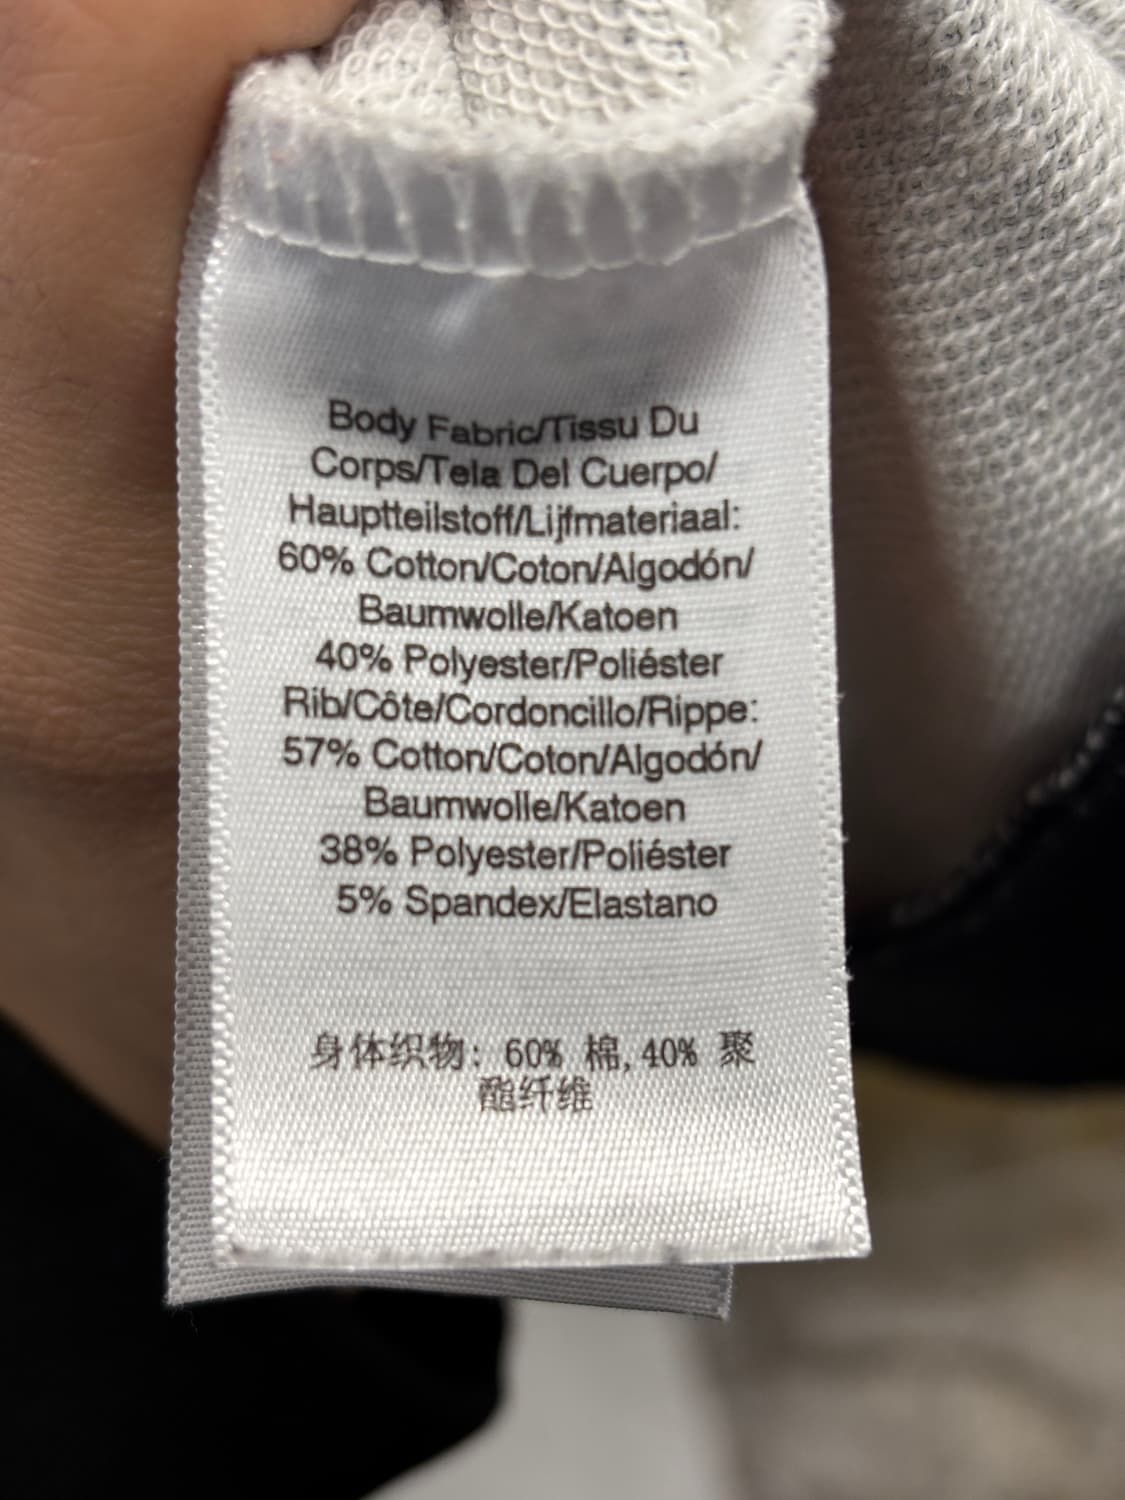 Body Fabric/Tissu Du
Corps/Tela Del Cuerpo/
Hauptteilstoff/Lijfmateriaal:
60% Cotton/Coton/Algodón/
Baumwolle/Katoen
40% Polyester/Poliéster
Rib/Côte/Cordoncillo/Rippe:
57% Cotton/Coton/Algodón/
Baumwolle/Katoen
38% Polyester/Poliéster
5% Spandex/Elastano
身体织物: 60% 棉, 40% 聚
酯纤维